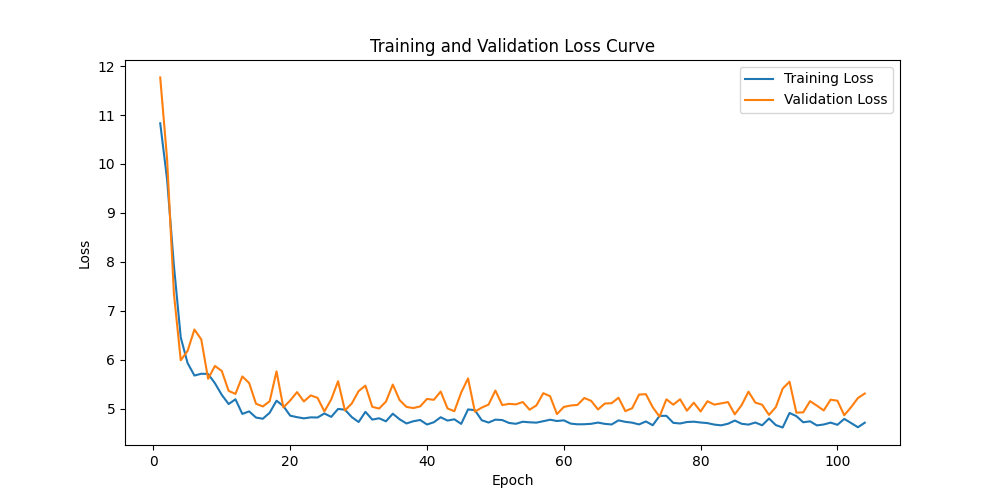 Training and Validation Loss Curve
Training Loss
Validation Loss
12
11
10
9
8
7
6
5
Loss
0 20 40 60 80 100
Epoch